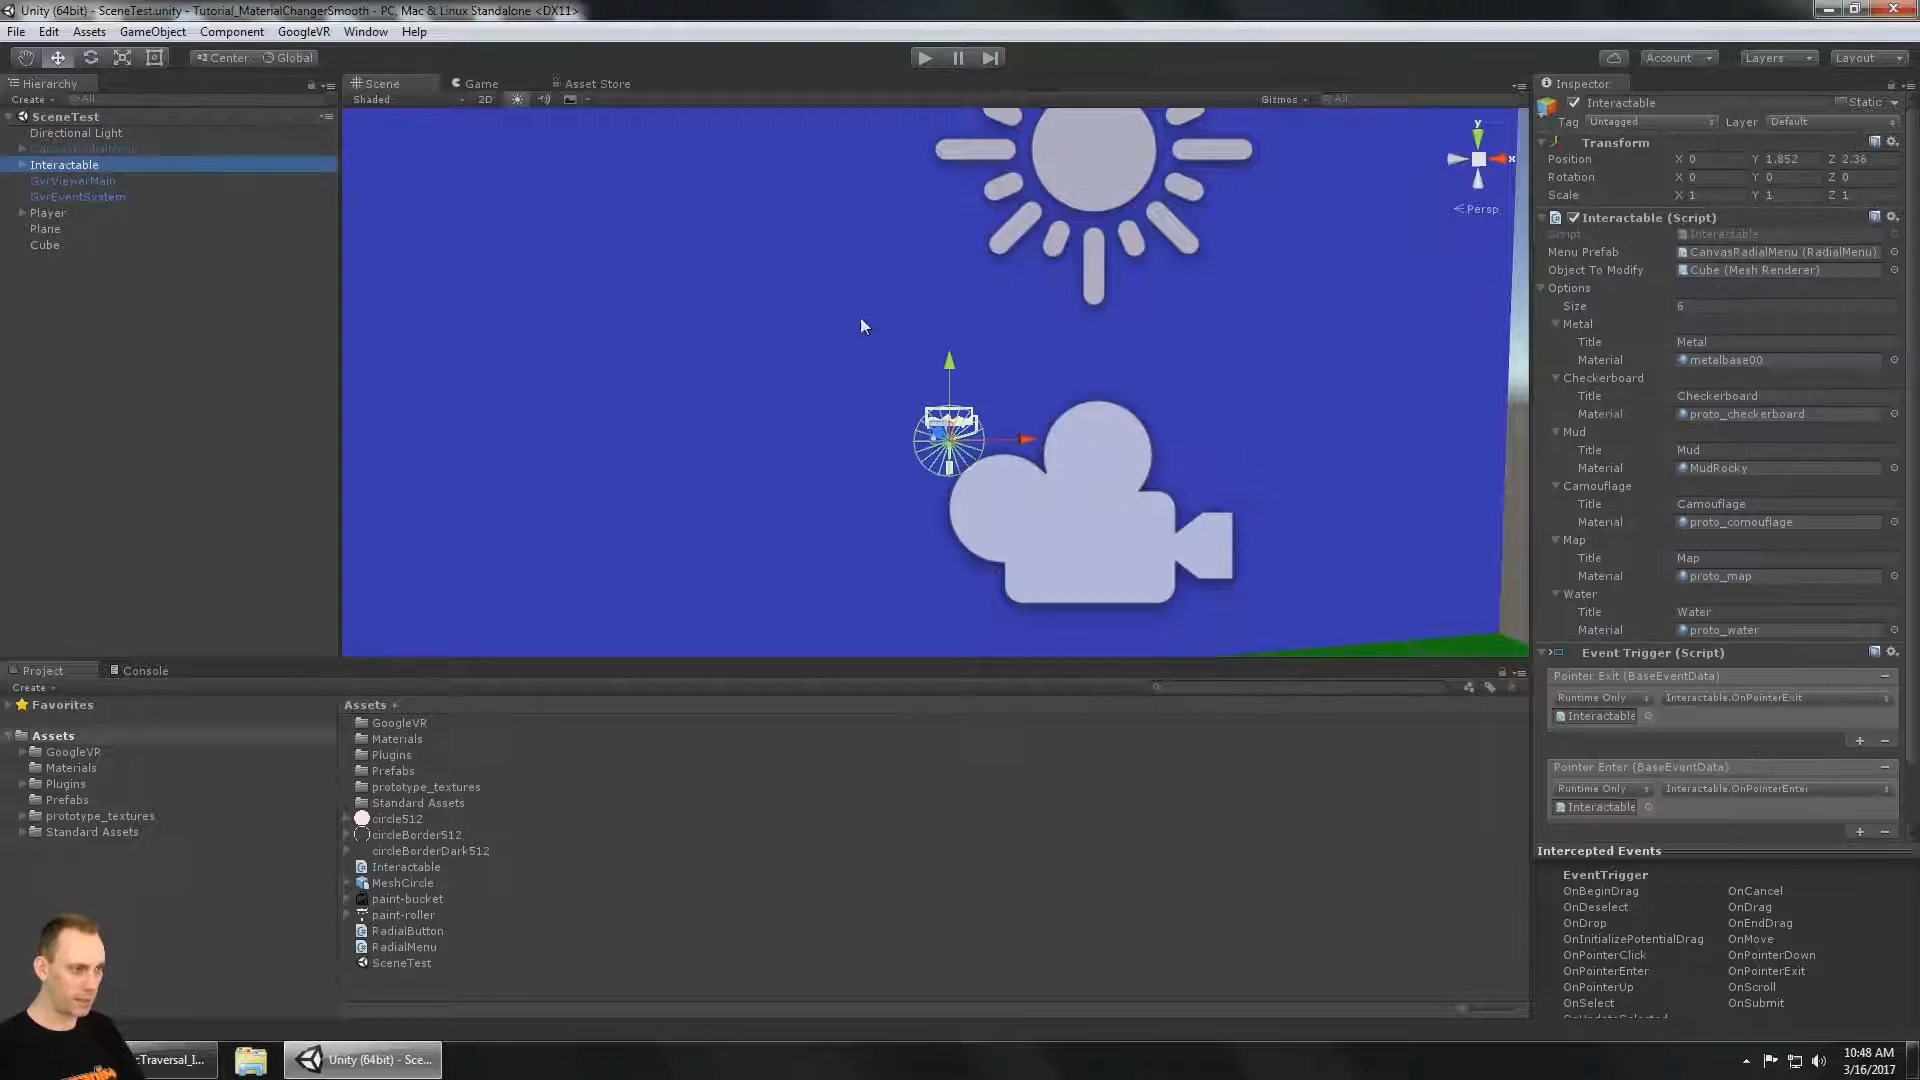 Unity (64bit) - SceneTest.unity - Tutorial_MaterialChangerSmooth - PC, Mac & Linux Standalone <DX11>
File Edit Assets GameObject Component GoogleVR Window Help
Center Global Account Layers Layout
Hierarchy
Create All
SceneTest
Directional Light
CanvasRadialMenu
Interactable
GvrViewerMain
GvrEventSystem
Player
Plane
Cube
Scene Game Asset Store
Shaded 2D Gizmos All
y
x
Persp
Inspector
Interactable Static
Tag Untagged Layer Default
Transform
Position X 0 Y 1.852 Z 2.36
Rotation X 0 Y 0 Z 0
Scale X 1 Y 1 Z 1
Interactable (Script)
Script Interactable
Menu Prefab CanvasRadialMenu (RadialMenu)
Object To Modify Cube (Mesh Renderer)
Options
Size 6
Metal
Title Metal
Material metalbase00
Checkerboard
Title Checkerboard
Material proto_checkerboard
Mud
Title Mud
Material MudRocky
Camouflage
Title Camouflage
Material proto_comouflage
Map
Title Map
Material proto_map
Water
Title Water
Material proto_water
Event Trigger (Script)
Pointer Exit (BaseEventData)
Runtime Only Interactable.OnPointerExit
Interactable
Pointer Enter (BaseEventData)
Runtime Only Interactable.OnPointerEnter
Interactable
Intercepted Events
EventTrigger
OnBeginDrag OnCancel
OnDeselect OnDrag
OnDrop OnEndDrag
OnInitializePotentialDrag OnMove
OnPointerClick OnPointerDown
OnPointerEnter OnPointerExit
OnPointerUp OnScroll
OnSelect OnSubmit
OnUpdateSelected
Project Console
Create
Favorites
Assets
GoogleVR
Materials
Plugins
Prefabs
prototype_textures
Standard Assets
Assets
GoogleVR
Materials
Plugins
Prefabs
prototype_textures
Standard Assets
circle512
circleBorder512
circleBorderDark512
Interactable
MeshCircle
paint-bucket
paint-roller
RadialButton
RadialMenu
SceneTest
:Traversal_I...
Unity (64bit) - Sce...
10:48 AM
3/16/2017